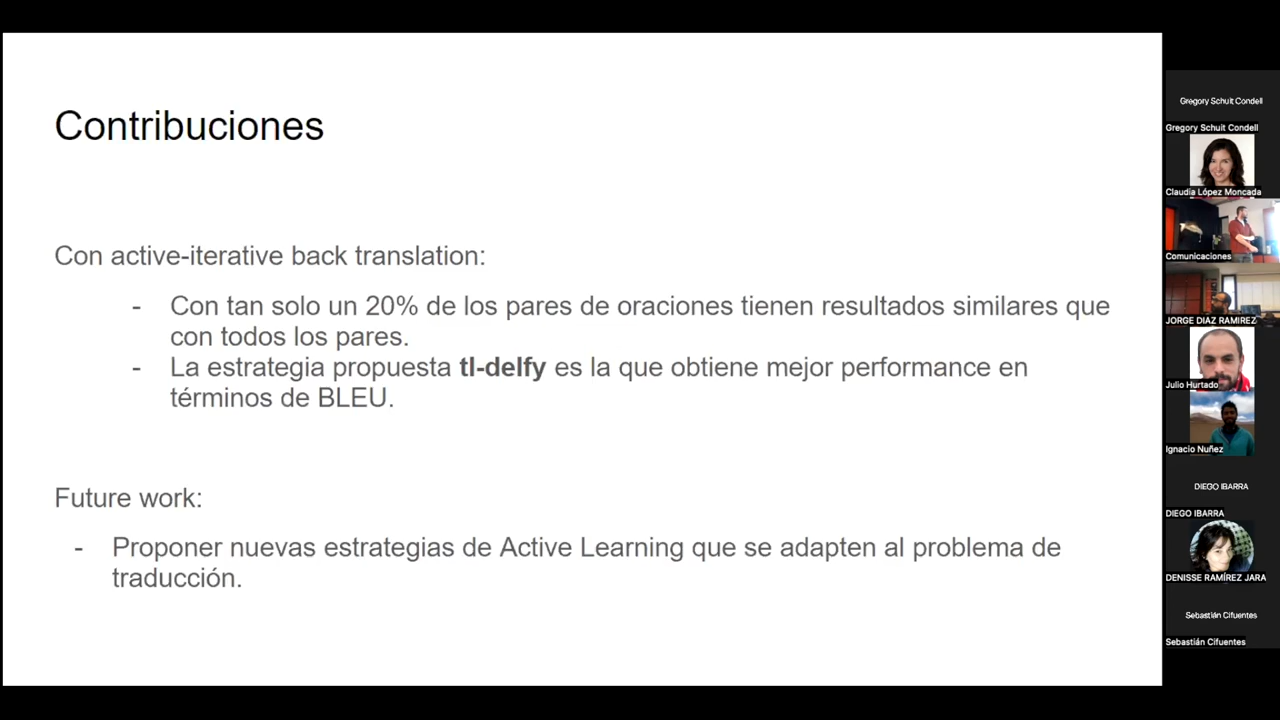 Contribuciones
Con active-iterative back translation:
- Con tan solo un 20% de los pares de oraciones tienen resultados similares que
con todos los pares.
- La estrategia propuesta tl-delfy es la que obtiene mejor performance en
términos de BLEU.
Future work:
- Proponer nuevas estrategias de Active Learning que se adapten al problema de
traducción.
Gregory Schuit Condell
Gregory Schuit Condell
Claudia López Moncada
Comunicaciones
JORGE DIAZ RAMIREZ
Julio Hurtado
Ignacio Nuñez
DIEGO IBARRA
DIEGO IBARRA
DENISSE RAMÍREZ JARA
Sebastián Cifuentes
Sebastián Cifuentes